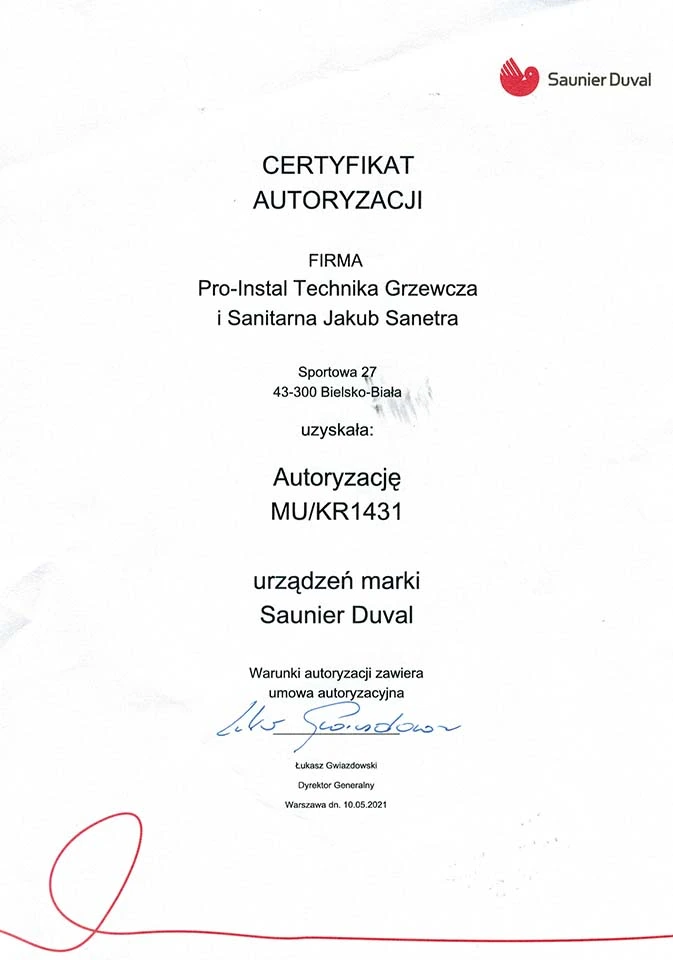 Saunier Duval
CERTYFIKAT
AUTORYZACJI
FIRMA
Pro-Instal Technika Grzewcza
i Sanitarna Jakub Sanetra
Sportowa 27
43-300 Bielsko-Biała
uzyskała:
Autoryzację
MU/KR1431
urządzeń marki
Saunier Duval
Warunki autoryzacji zawiera
umowa autoryzacyjna
Łukasz Gwiazdowski
Dyrektor Generalny
Warszawa dn. 10.05.2021